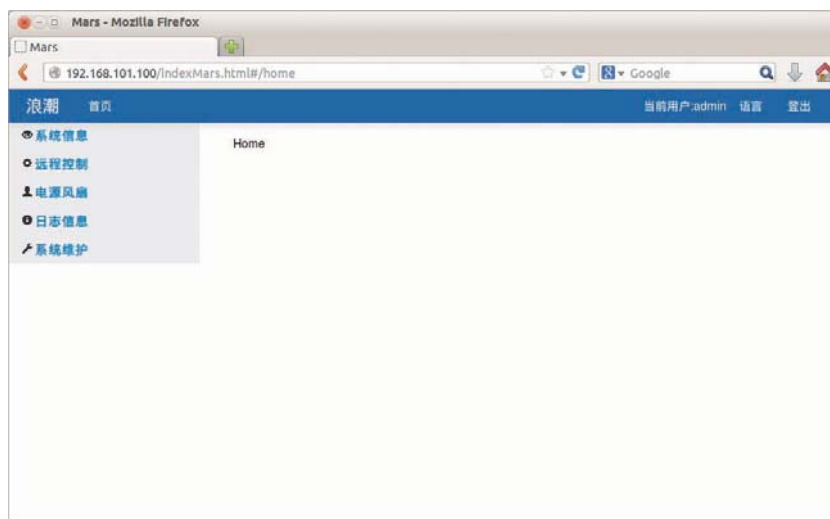 Mars - Mozilla Firefox
Mars
192.168.101.100/indexMars.html#/home
Google
浪潮 首页 当前用户:admin 语言 登出
系统信息
Home
远程控制
电源风扇
日志信息
系统维护